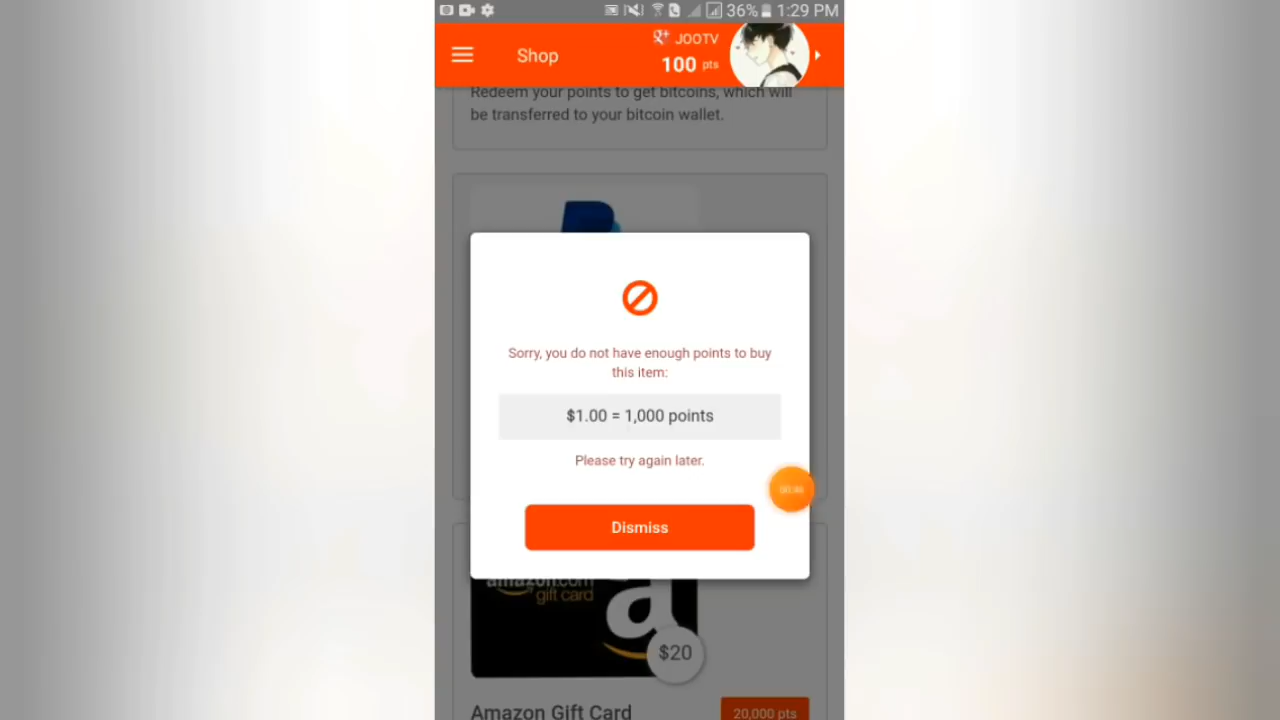 36% 1:29 PM
Shop
JOOTV
100 pts
Redeem your points to get bitcoins, which will
be transferred to your bitcoin wallet.
Sorry, you do not have enough points to buy
this item:
$1.00 = 1,000 points
Please try again later.
Dismiss
amazon.com
gift card
a
$20
Amazon Gift Card
20,000 pts